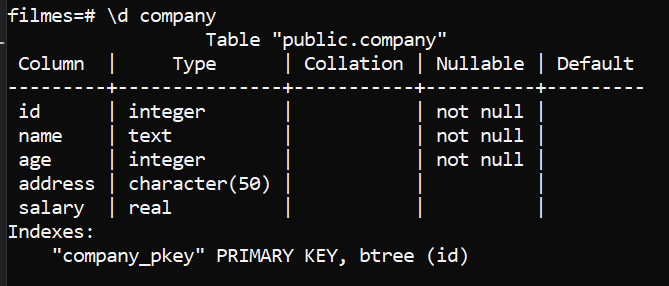 filmes=# \d company
Table "public.company"
Column | Type | Collation | Nullable | Default
---------+---------------+-----------+----------+---------
id | integer | | not null |
name | text | | not null |
age | integer | | not null |
address | character(50) | | |
salary | real | | |
Indexes:
"company_pkey" PRIMARY KEY, btree (id)